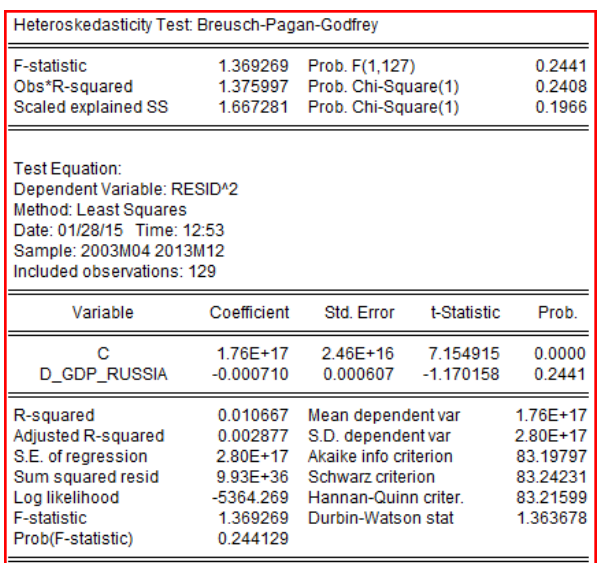 Heteroskedasticity Test: Breusch-Pagan-Godfrey
F-statistic 1.369269 Prob. F(1,127) 0.2441
Obs*R-squared 1.375997 Prob. Chi-Square(1) 0.2408
Scaled explained SS 1.667281 Prob. Chi-Square(1) 0.1966
Test Equation:
Dependent Variable: RESID^2
Method: Least Squares
Date: 01/28/15 Time: 12:53
Sample: 2003M04 2013M12
Included observations: 129
Variable Coefficient Std. Error t-Statistic Prob.
C 1.76E+17 2.46E+16 7.154915 0.0000
D_GDP_RUSSIA -0.000710 0.000607 -1.170158 0.2441
R-squared 0.010667 Mean dependent var 1.76E+17
Adjusted R-squared 0.002877 S.D. dependent var 2.80E+17
S.E. of regression 2.80E+17 Akaike info criterion 83.19797
Sum squared resid 9.93E+36 Schwarz criterion 83.24231
Log likelihood -5364.269 Hannan-Quinn criter. 83.21599
F-statistic 1.369269 Durbin-Watson stat 1.363678
Prob(F-statistic) 0.244129